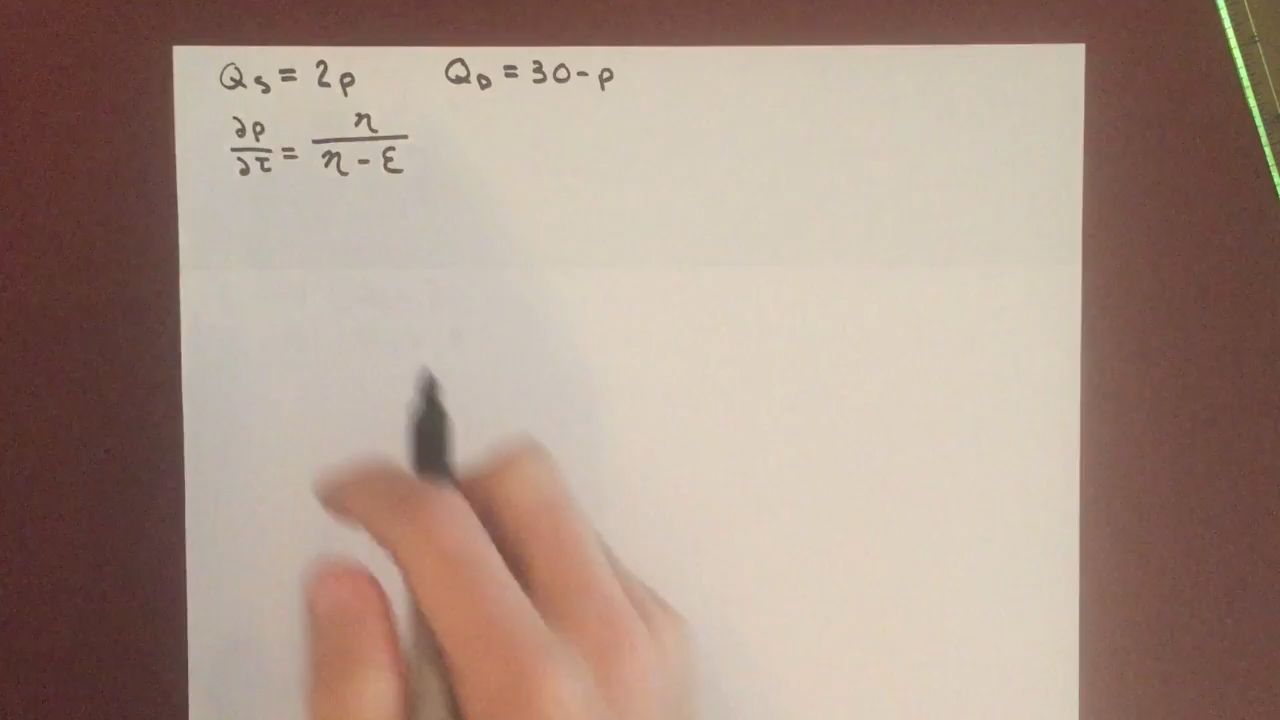 Qs = 2p QD = 30 - p
∂p/∂τ = η/(η - ε)